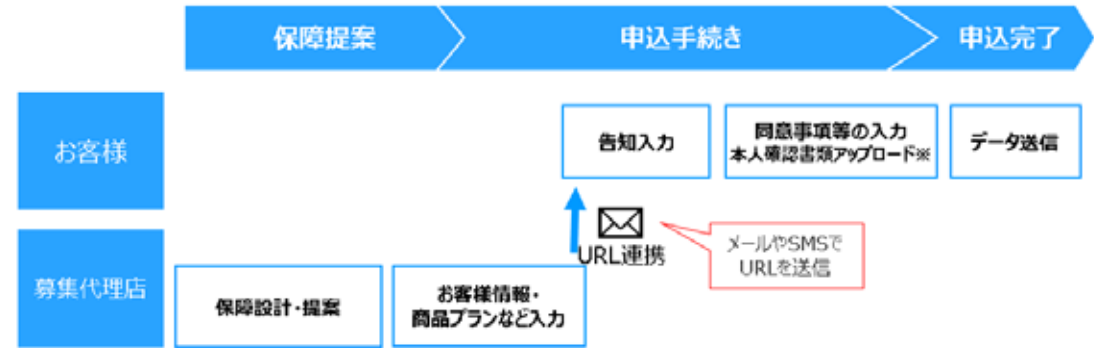 保障提案
申込手続き
申込完了
お客様
告知入力
同意事項等の入力
本人確認書類アップロード※
データ送信
URL連携
メールやSMSで
URLを送信
募集代理店
保障設計・提案
お客様情報・
商品プランなど入力